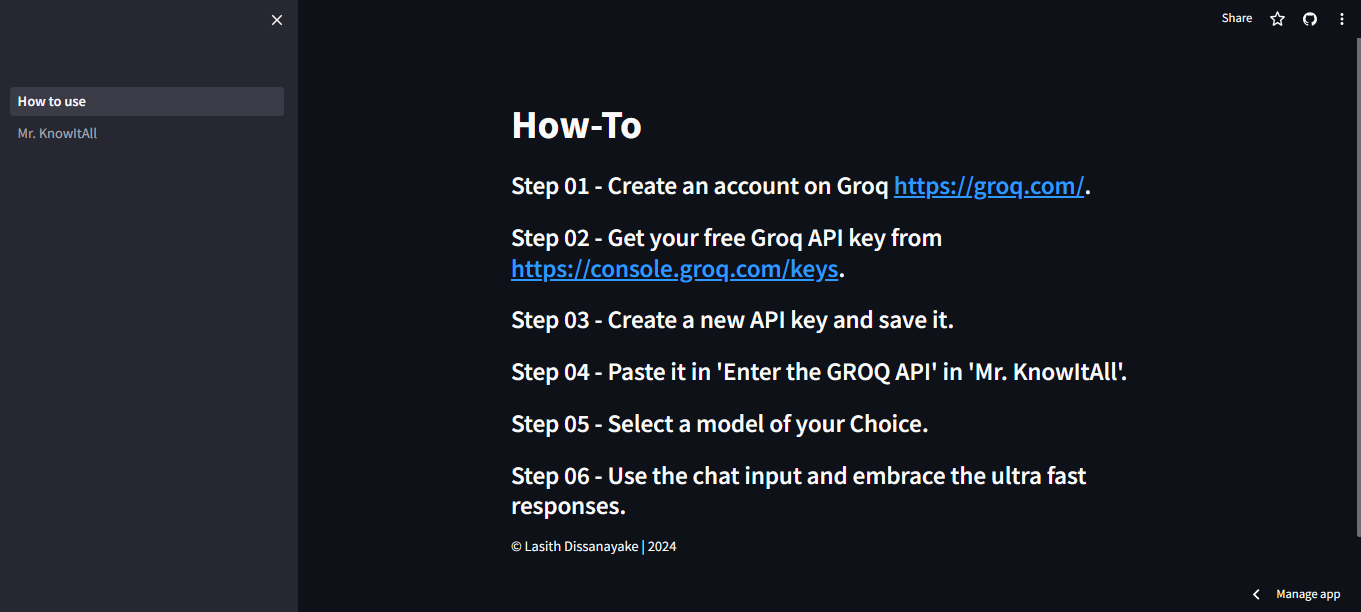 Share
How to use
Mr. KnowItAll
How-To
Step 01 - Create an account on Groq https://groq.com/.
Step 02 - Get your free Groq API key from
https://console.groq.com/keys.
Step 03 - Create a new API key and save it.
Step 04 - Paste it in 'Enter the GROQ API' in 'Mr. KnowItAll'.
Step 05 - Select a model of your Choice.
Step 06 - Use the chat input and embrace the ultra fast
responses.
© Lasith Dissanayake | 2024
Manage app